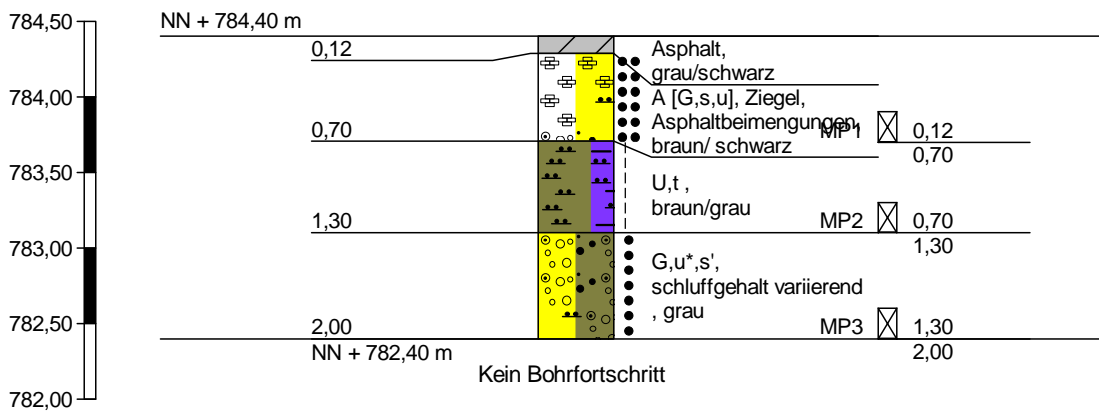 784,50
NN + 784,40 m
0,12
Asphalt,
grau/schwarz
784,00
A [G,s,u], Ziegel,
Asphaltbeimengungen,
braun/ schwarz
MP1
0,12
0,70
0,70
783,50
U,t ,
braun/grau
1,30
MP2
0,70
1,30
783,00
G,u*,s',
schluffgehalt variierend
, grau
782,50
2,00
MP3
1,30
2,00
NN + 782,40 m
Kein Bohrfortschritt
782,00